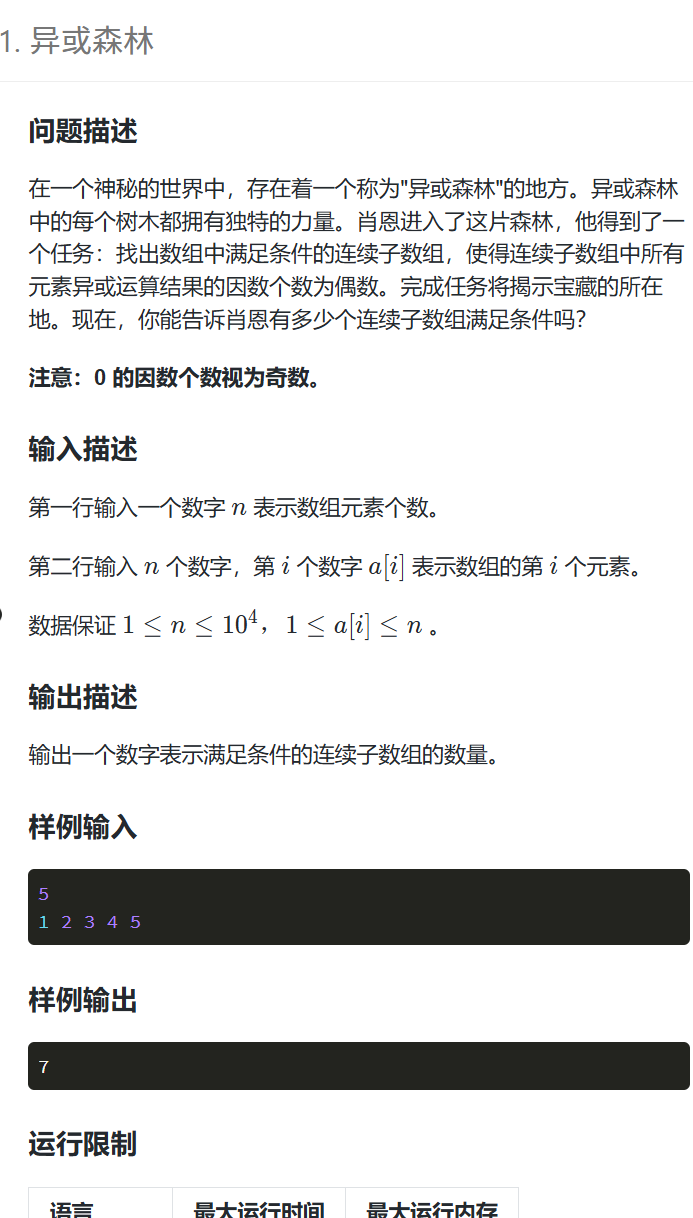 1. 异或森林
问题描述
在一个神秘的世界中，存在着一个称为"异或森林"的地方。异或森林
中的每个树木都拥有独特的力量。肖恩进入了这片森林，他得到了一
个任务：找出数组中满足条件的连续子数组，使得连续子数组中所有
元素异或运算结果的因数个数为偶数。完成任务将揭示宝藏的所在
地。现在，你能告诉肖恩有多少个连续子数组满足条件吗？
注意：0 的因数个数视为奇数。
输入描述
第一行输入一个数字 n 表示数组元素个数。
第二行输入 n 个数字，第 i 个数字 a[i] 表示数组的第 i 个元素。
数据保证 1 ≤ n ≤ 10⁴，1 ≤ a[i] ≤ n 。
输出描述
输出一个数字表示满足条件的连续子数组的数量。
样例输入
5
1 2 3 4 5
样例输出
7
运行限制
语言 最大运行时间 最大运行内存